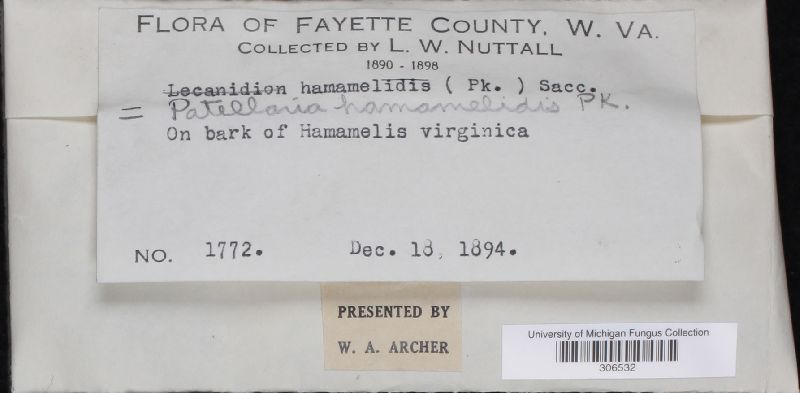 FLORA OF FAYETTE COUNTY, W. VA.
COLLECTED BY L. W. NUTTALL
1890 - 1898
Lecanidion hamamelidis ( Pk. ) Sacc.
= Patellaria hamamelidis PK.
On bark of Hamamelis virginica
NO. 1772. Dec. 18, 1894.
PRESENTED BY
W. A. ARCHER
University of Michigan Fungus Collection
306532